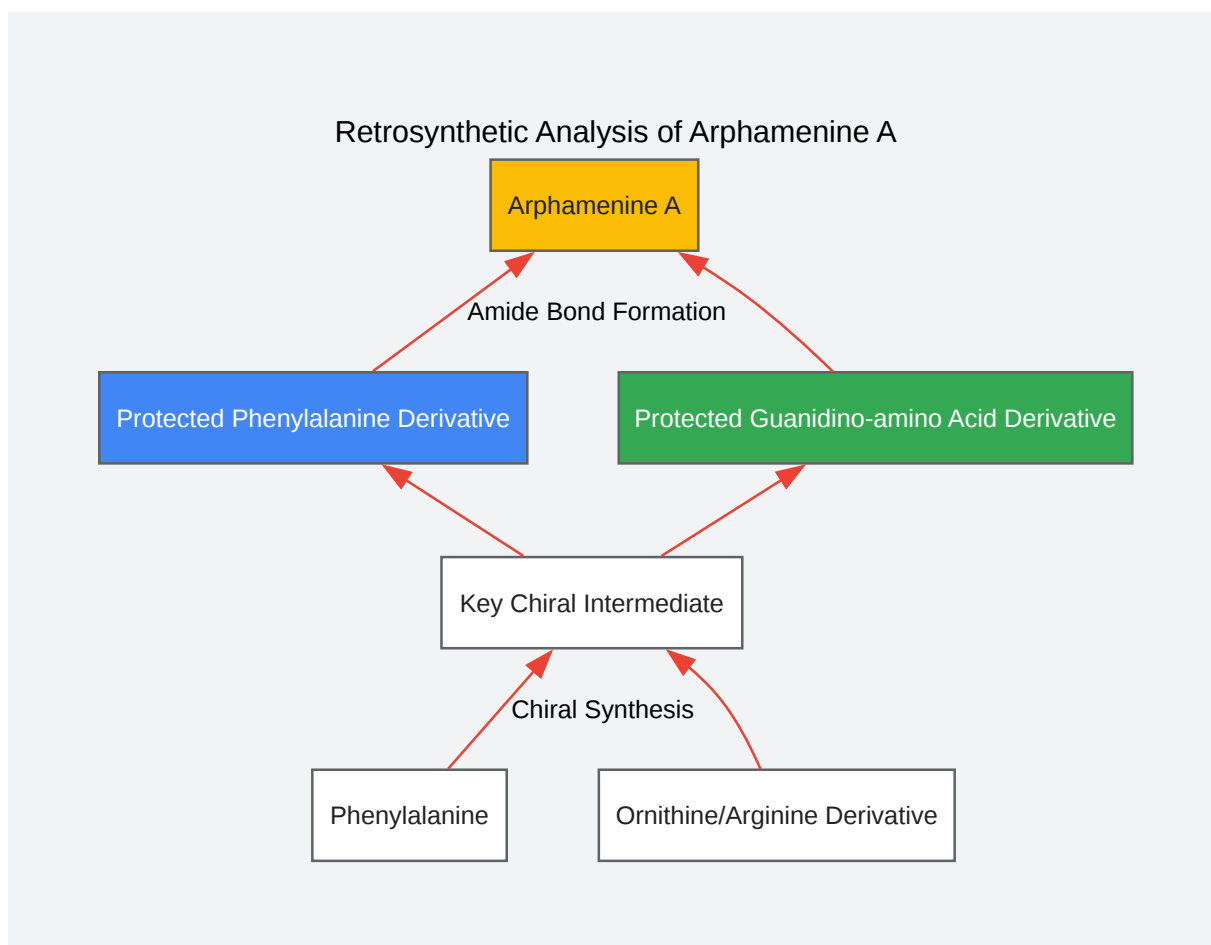 Retrosynthetic Analysis of Arphamenine A
Arphamenine A
Amide Bond Formation
Protected Phenylalanine Derivative
Protected Guanidino-amino Acid Derivative
Key Chiral Intermediate
Chiral Synthesis
Phenylalanine
Ornithine/Arginine Derivative